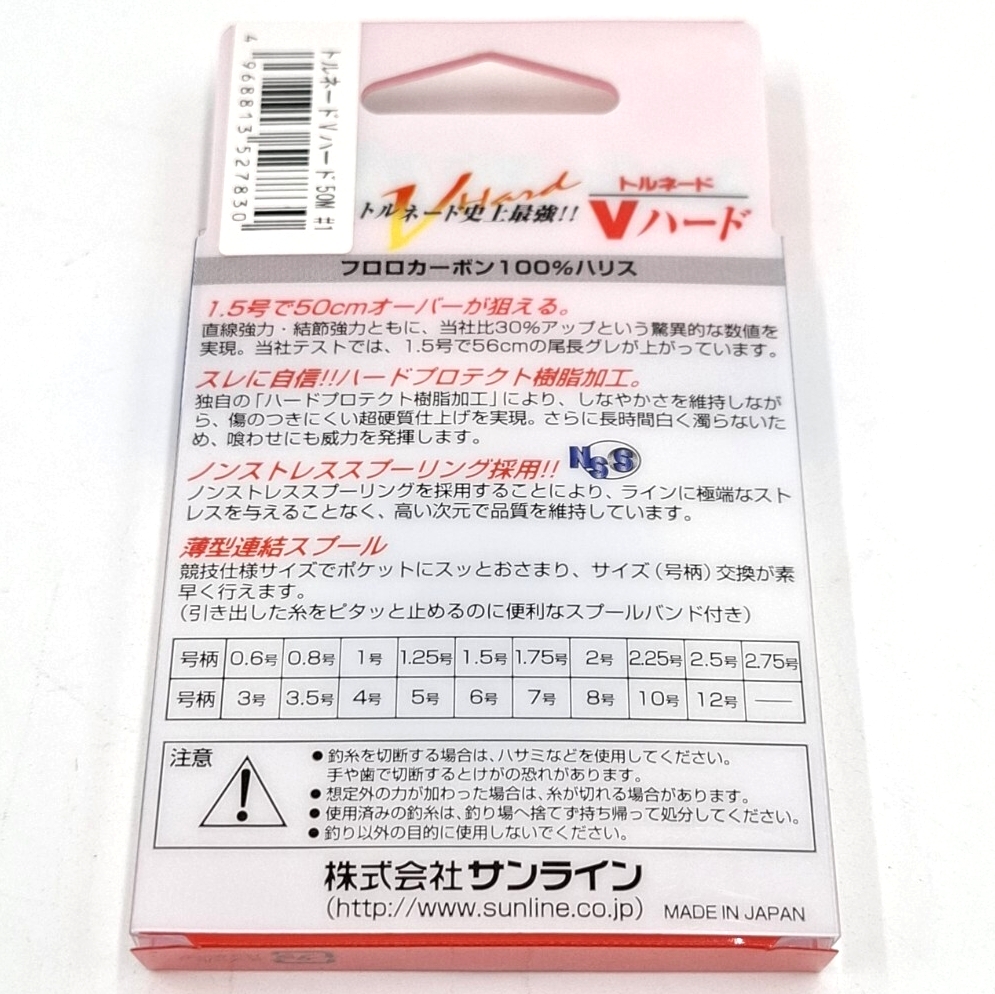 トルネードVハード 50M #1
4 968813 527830
V Hard
トルネード史上最強!!
トルネード
Vハード
フロロカーボン100%ハリス
1.5号で50cmオーバーが狙える。
直線強力・結節強力ともに、当社比30%アップという驚異的な数値を
実現。当社テストでは、1.5号で56cmの尾長グレが上がっています。
スレに自信!!ハードプロテクト樹脂加工。
独自の「ハードプロテクト樹脂加工」により、しなやかさを維持しなが
ら、傷のつきにくい超硬質仕上げを実現。さらに長時間白く濁らないた
め、喰わせにも威力を発揮します。
ノンストレススプーリング採用!! NSS
ノンストレススプーリングを採用することにより、ラインに極端なスト
レスを与えることなく、高い次元で品質を維持しています。
薄型連結スプール
競技仕様サイズでポケットにスッとおさまり、サイズ(号柄)交換が素
早く行えます。
(引き出した糸をピタッと止めるのに便利なスプールバンド付き)
号柄 0.6号 0.8号 1号 1.25号 1.5号 1.75号 2号 2.25号 2.5号 2.75号
号柄 3号 3.5号 4号 5号 6号 7号 8号 10号 12号 ——
注意
●釣糸を切断する場合は、ハサミなどを使用してください。
手や歯で切断するとけがの恐れがあります。
●想定外の力が加わった場合は、糸が切れる場合があります。
●使用済みの釣糸は、釣り場へ捨てず持ち帰って処分してください。
●釣り以外の目的に使用しないでください。
株式会社サンライン
(http://www.sunline.co.jp) MADE IN JAPAN